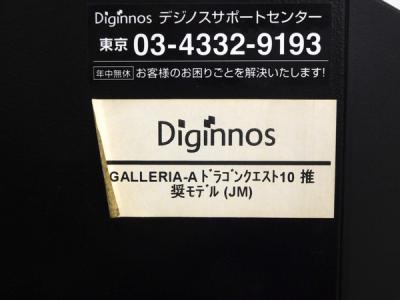 Diginnos デジノスサポートセンター
東京 03-4332-9193
年中無休 お客様のお困りごとを解決いたします!
Diginnos
GALLERIA-A ﾄﾞﾗｺﾞﾝｸｴｽﾄ10 推
奨ﾓﾃﾞﾙ (JM)